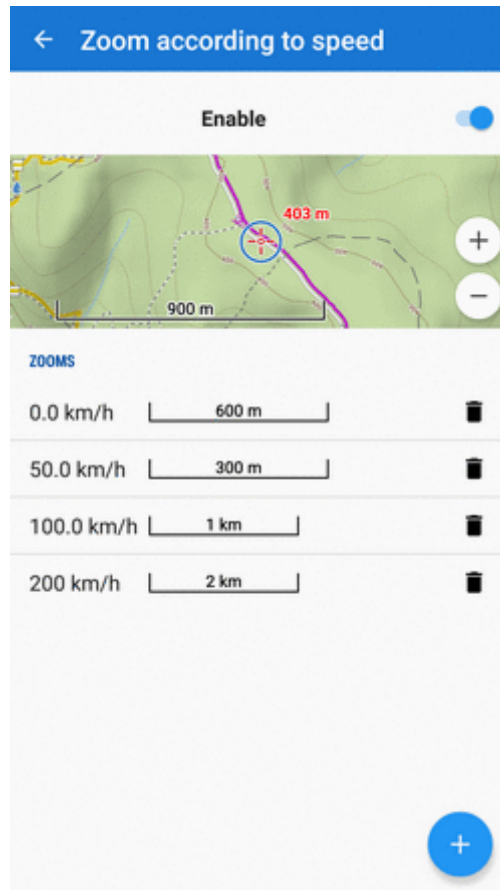 Zoom according to speed
Enable
403 m
900 m
ZOOMS
0.0 km/h 600 m
50.0 km/h 300 m
100.0 km/h 1 km
200 km/h 2 km